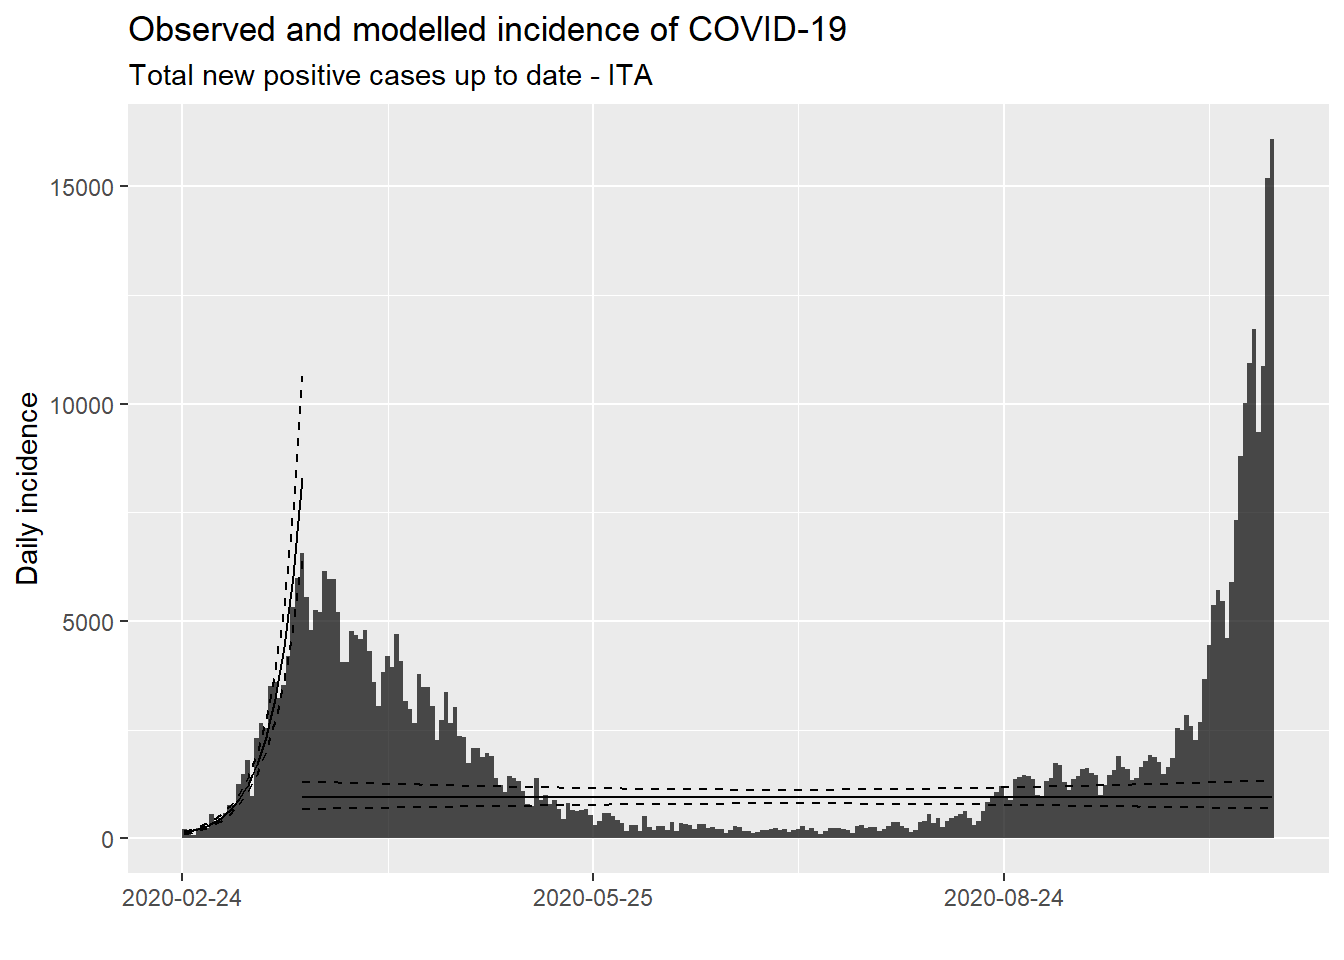 Observed and modelled incidence of COVID-19
Total new positive cases up to date - ITA
Daily incidence
15000
10000
5000
0
2020-02-24
2020-05-25
2020-08-24